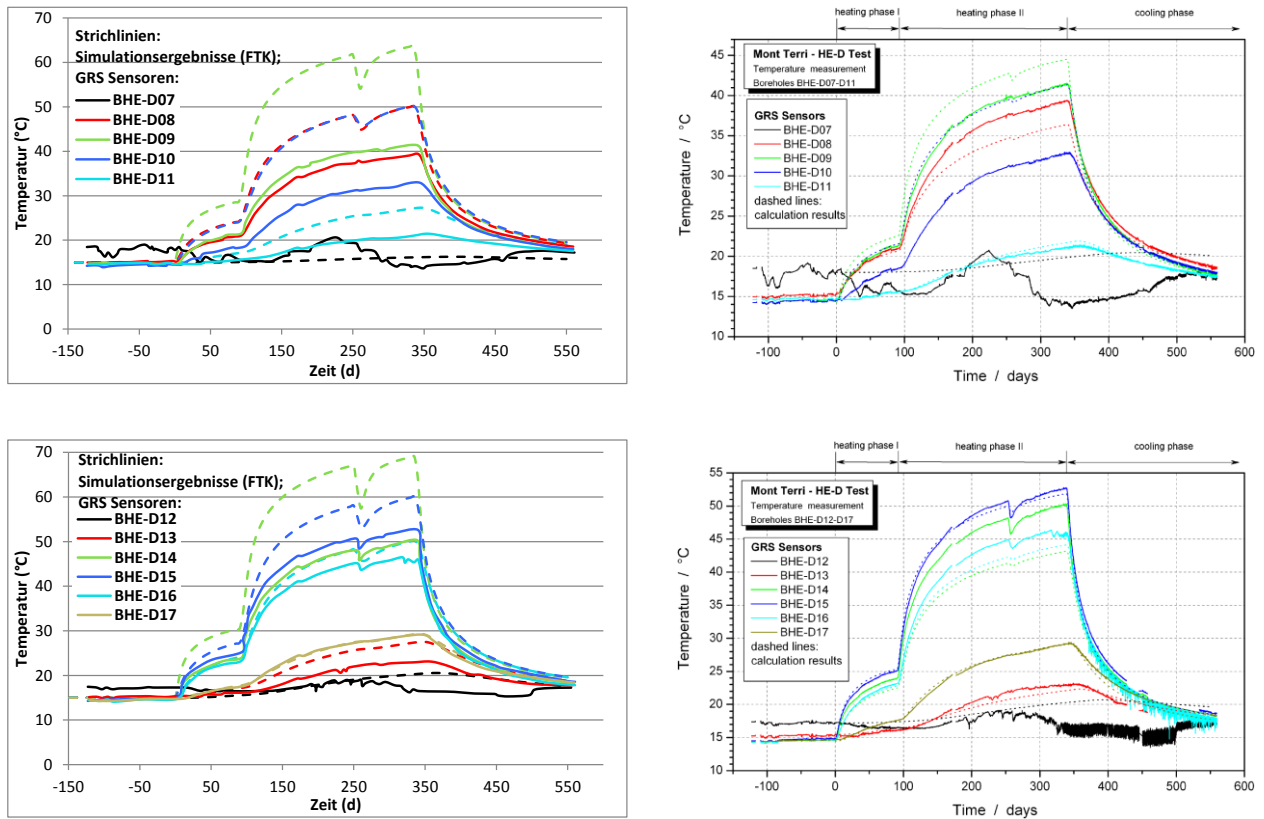 70
60
50
40
30
20
10
0
Temperatur (°C)
Strichlinien:
Simulationsergebnisse (FTK);
GRS Sensoren:
BHE-D07
BHE-D08
BHE-D09
BHE-D10
BHE-D11
-150 -50 50 150 250 350 450 550
Zeit (d)
heating phase I heating phase II cooling phase
45
40
35
30
25
20
15
10
Temperature / °C
Mont Terri - HE-D Test
Temperature measurement
Boreholes BHE-D07-D11
GRS Sensors
BHE-D07
BHE-D08
BHE-D09
BHE-D10
BHE-D11
dashed lines:
calculation results
-100 0 100 200 300 400 500 600
Time / days
70
60
50
40
30
20
10
0
Temperatur (°C)
Strichlinien:
Simulationsergebnisse (FTK);
GRS Sensoren:
BHE-D12
BHE-D13
BHE-D14
BHE-D15
BHE-D16
BHE-D17
-150 -50 50 150 250 350 450 550
Zeit (d)
heating phase I heating phase II cooling phase
55
50
45
40
35
30
25
20
15
10
Temperature / °C
Mont Terri - HE-D Test
Temperature measurement
Boreholes BHE-D12-D17
GRS Sensors
BHE-D12
BHE-D13
BHE-D14
BHE-D15
BHE-D16
BHE-D17
dashed lines:
calculation results
-100 0 100 200 300 400 500 600
Time / days